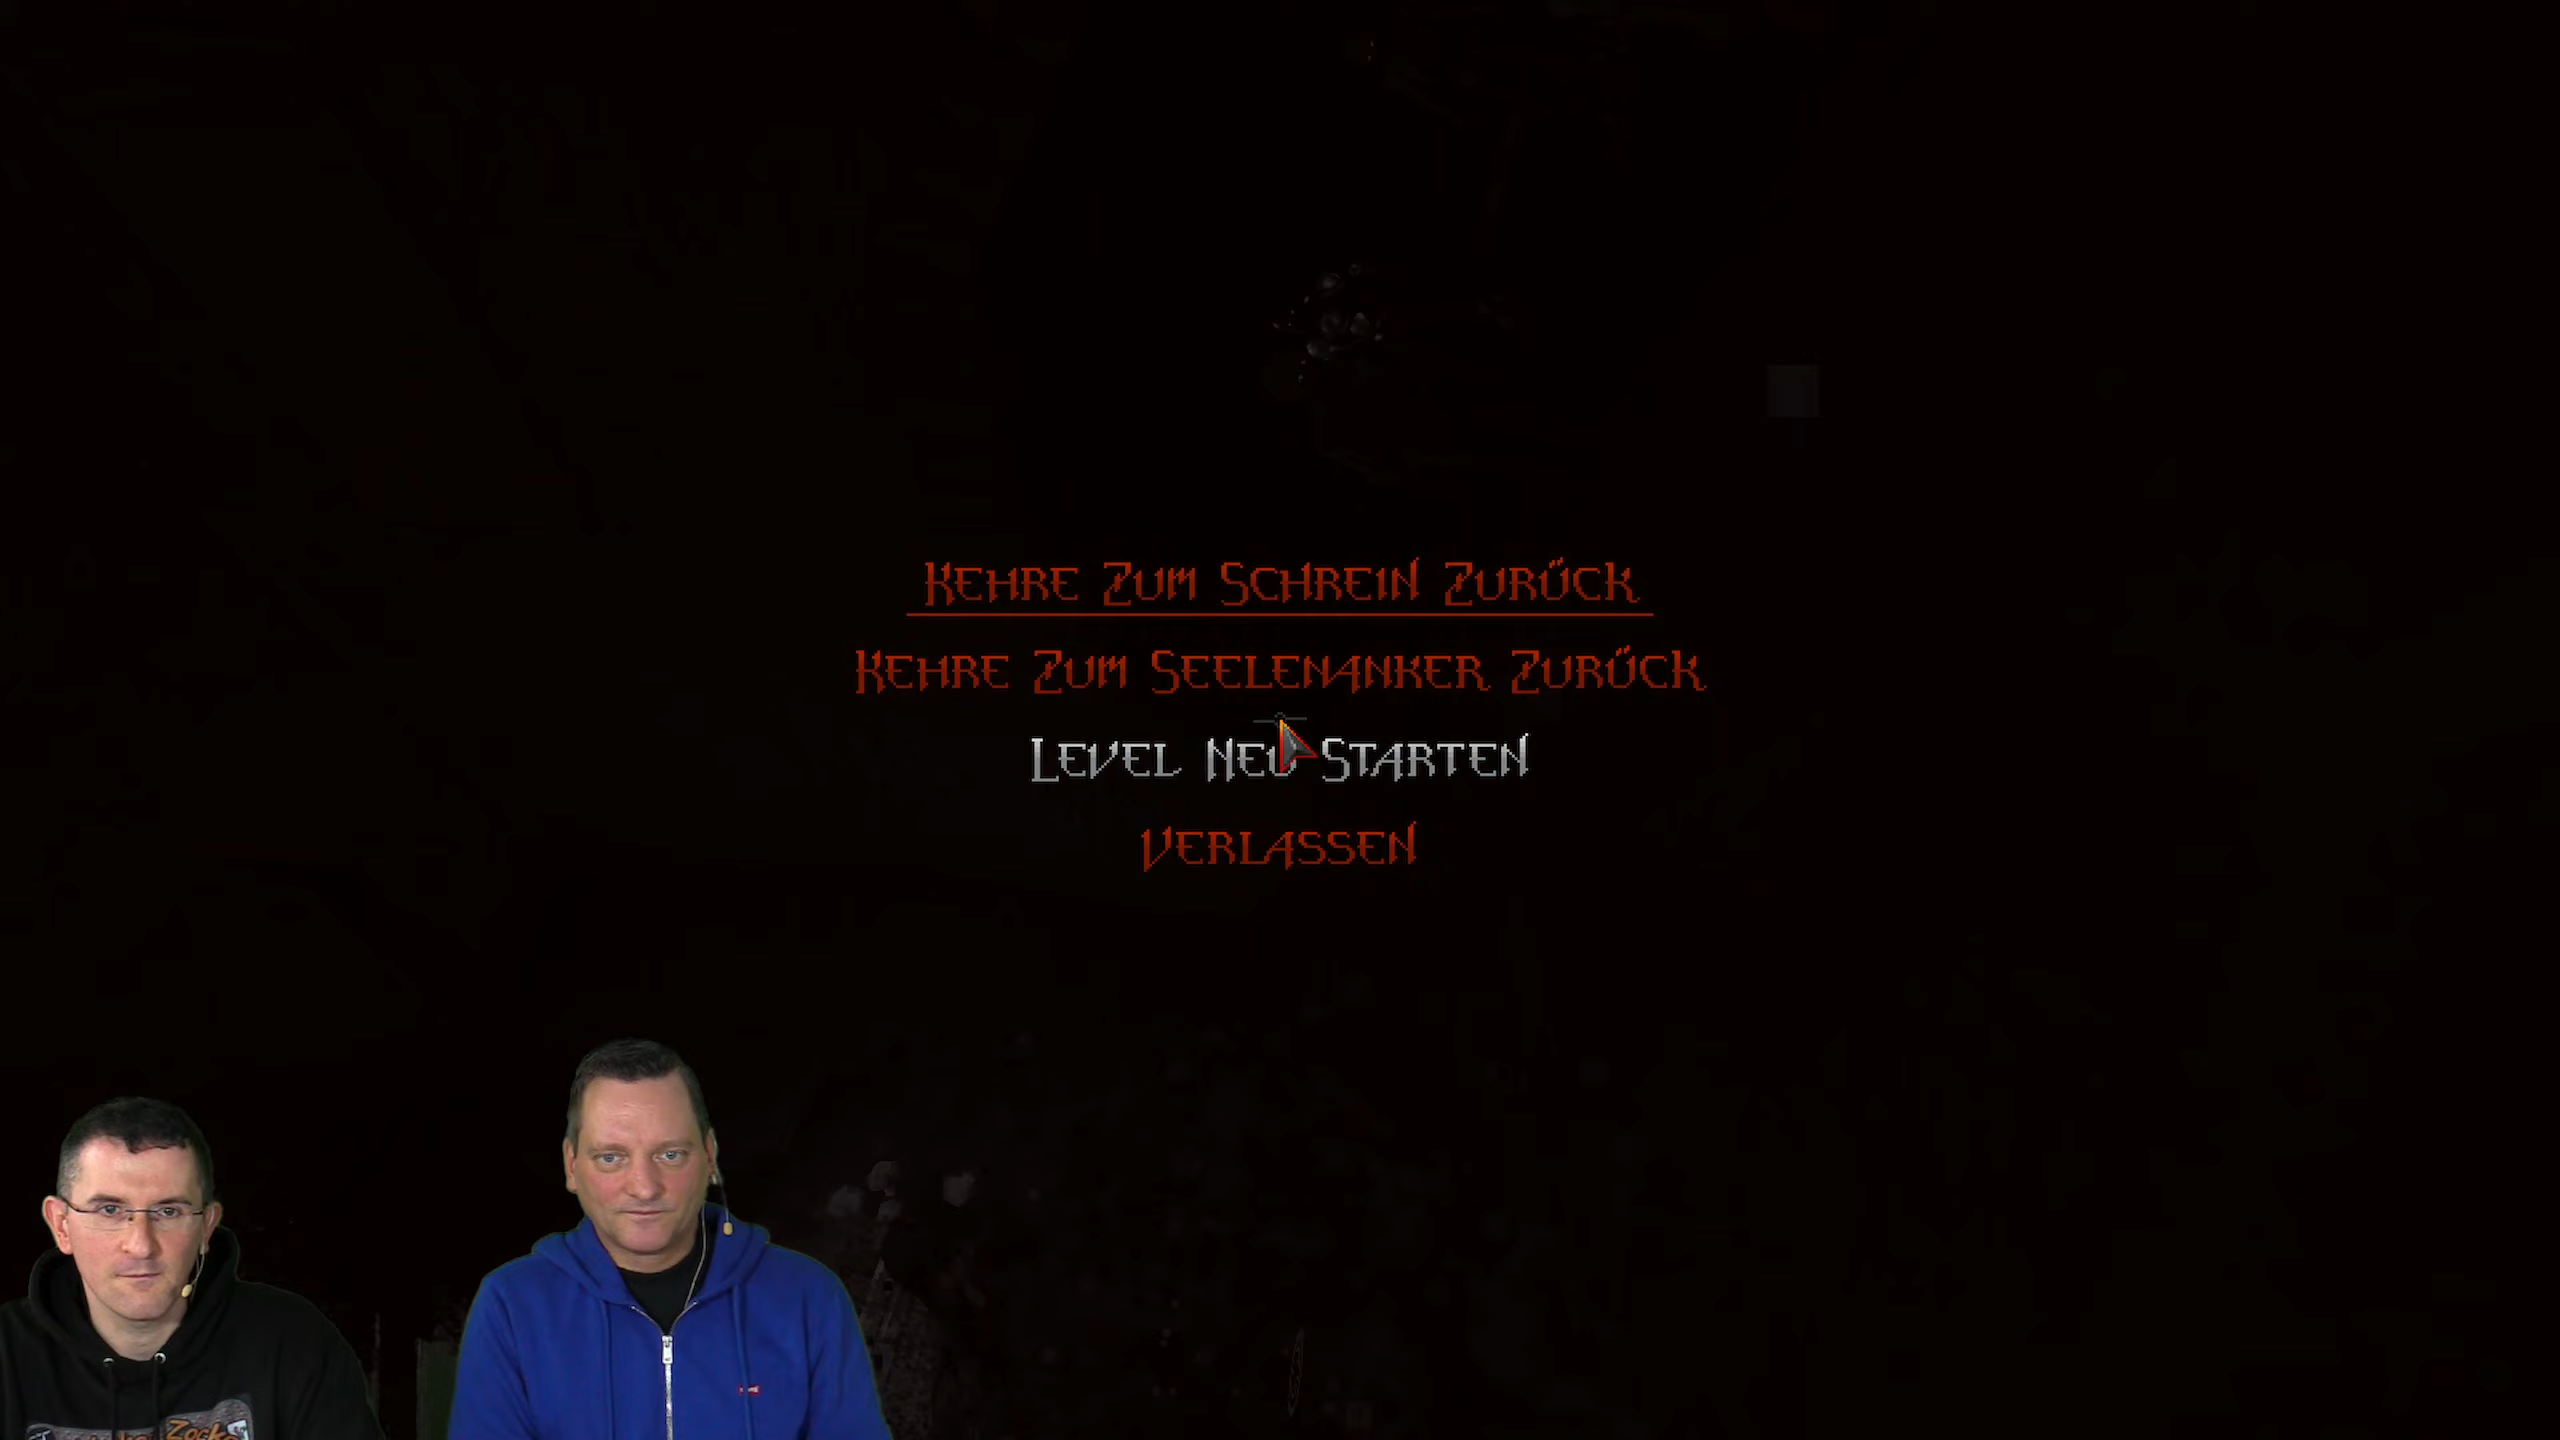 Kehre Zum Schrein Zurück
Kehre Zum Seelenanker Zurück
Level Neu Starten
Verlassen